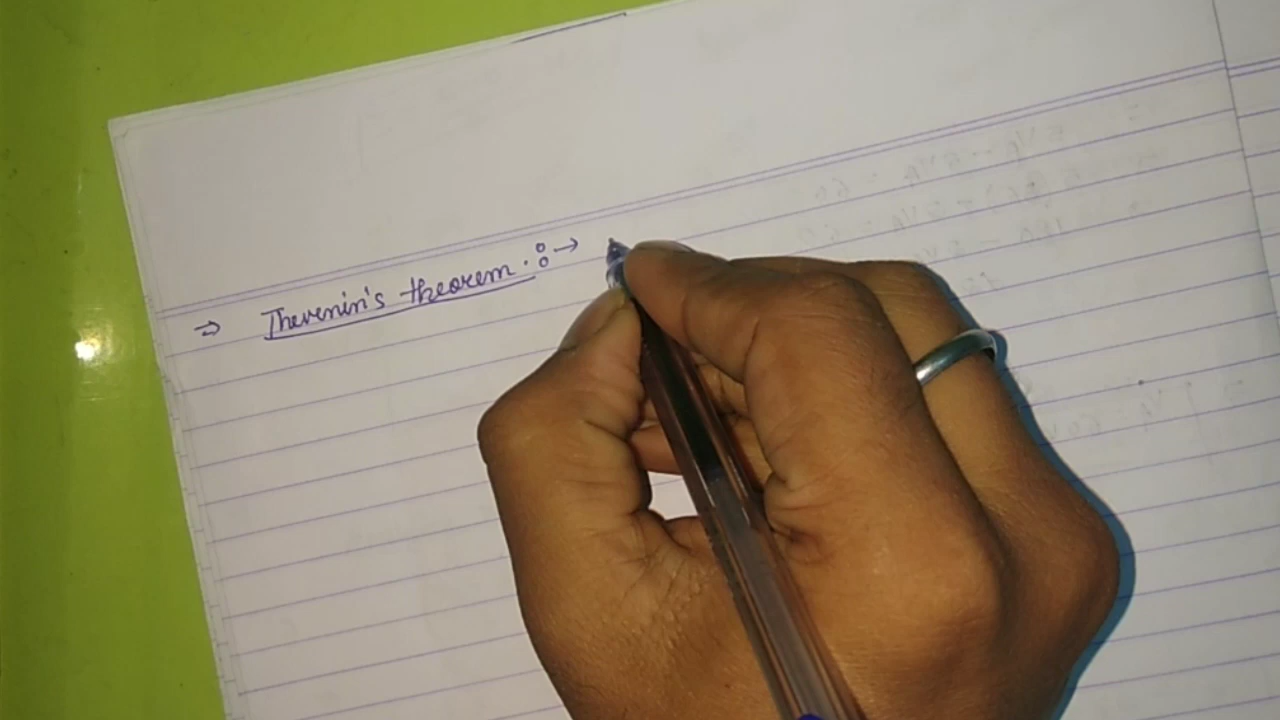 ⇒ Thevenin's theorem :→